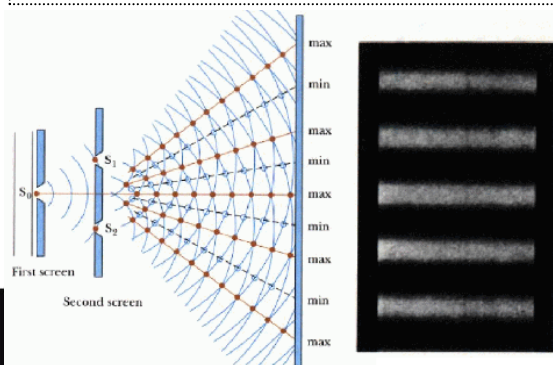 max
min
max
min
max
min
max
min
max
S₁
S₀
S₂
First screen
Second screen